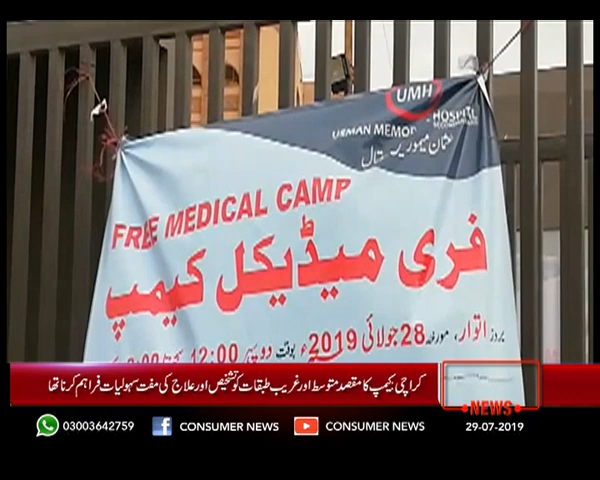 UMH
USMAN MEMOR HOSPITAL
عثمان میموریل ہسپتال
FREE MEDICAL CAMP
فری میڈیکل کیمپ
بروز اتوار، مورخہ 28 جولائی 2019ء بوقت دوپہر 12:00
کراچی :کیمپ کا مقصد متوسط اور غریب طبقات کو تشخیص اور علاج کی مفت سہولیات فراہم کرنا تھا
NEWS
03003642759 CONSUMER NEWS CONSUMER NEWS 29-07-2019